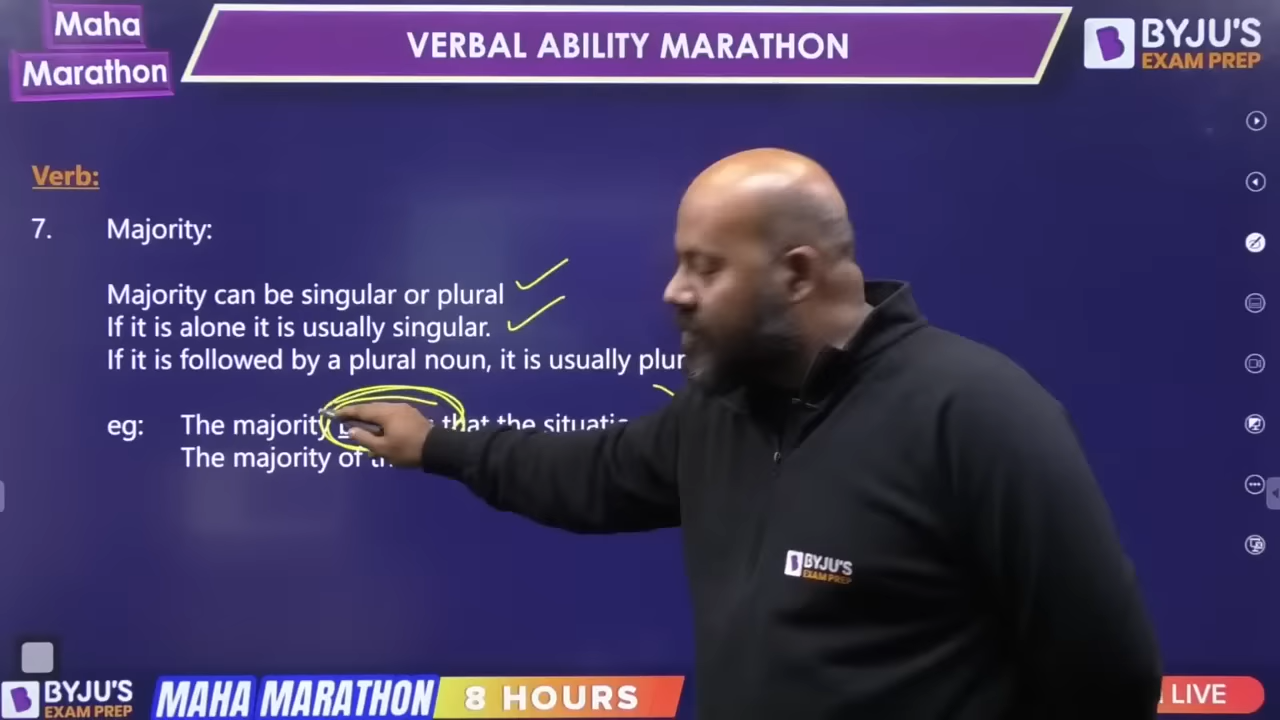 Maha
Marathon
VERBAL ABILITY MARATHON
BYJU'S
EXAM PREP
Verb:
7. Majority:
Majority can be singular or plural
If it is alone it is usually singular.
If it is followed by a plural noun, it is usually
eg: The majority that the
The majority of
BYJU'S
EXAM PREP
BYJU'S
EXAM PREP
MAHA MARATHON
8 HOURS
LIVE